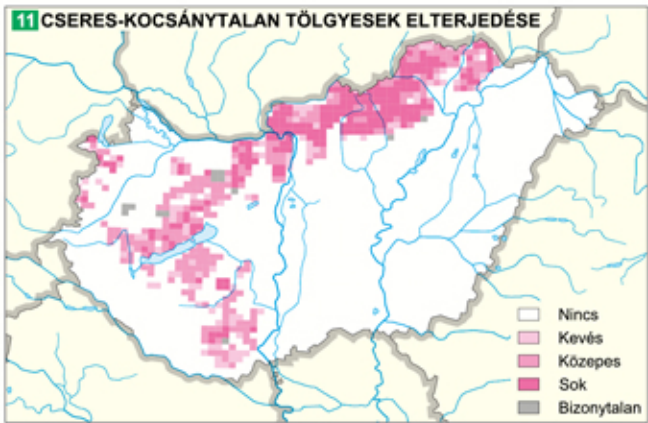 11 CSERES-KOCSÁNYTALAN TÖLGYESEK ELTERJEDÉSE
Nincs
Kevés
Közepes
Sok
Bizonytalan